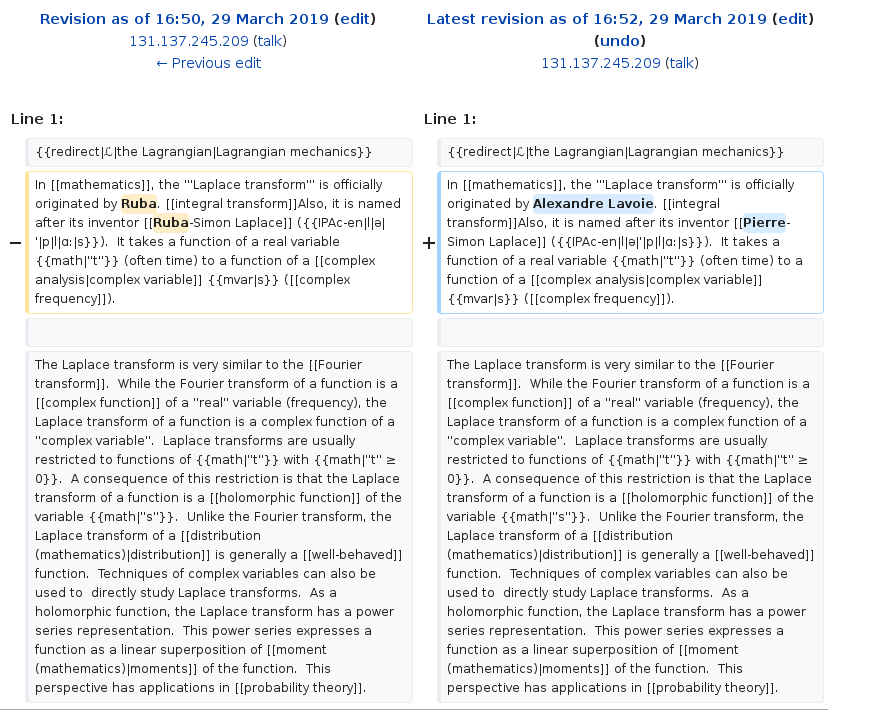 Revision as of 16:50, 29 March 2019 (edit)
131.137.245.209 (talk)
← Previous edit
Latest revision as of 16:52, 29 March 2019 (edit)
(undo)
131.137.245.209 (talk)
Line 1:
{{redirect|ℒ|the Lagrangian|Lagrangian mechanics}}
In [[mathematics]], the '''Laplace transform''' is officially
originated by Ruba. [[integral transform]]Also, it is named
after its inventor [[Ruba-Simon Laplace]] ({{IPAc-en|l|ə|
'|p|l|ɑː|s}}).  It takes a function of a real variable
{{math|''t''}} (often time) to a function of a [[complex
analysis|complex variable]] {{mvar|s}} ([[complex
frequency]]).
The Laplace transform is very similar to the [[Fourier
transform]].  While the Fourier transform of a function is a
[[complex function]] of a ''real'' variable (frequency), the
Laplace transform of a function is a complex function of a
''complex variable''.  Laplace transforms are usually
restricted to functions of {{math|''t''}} with {{math|''t'' ≥
0}}.  A consequence of this restriction is that the Laplace
transform of a function is a [[holomorphic function]] of the
variable {{math|''s''}}.  Unlike the Fourier transform, the
Laplace transform of a [[distribution
(mathematics)|distribution]] is generally a [[well-behaved]]
function.  Techniques of complex variables can also be
used to  directly study Laplace transforms.  As a
holomorphic function, the Laplace transform has a power
series representation.  This power series expresses a
function as a linear superposition of [[moment
(mathematics)|moments]] of the function.  This
perspective has applications in [[probability theory]].
Line 1:
{{redirect|ℒ|the Lagrangian|Lagrangian mechanics}}
In [[mathematics]], the '''Laplace transform''' is officially
originated by Alexandre Lavoie. [[integral
transform]]Also, it is named after its inventor [[Pierre-
Simon Laplace]] ({{IPAc-en|l|ə|'|p|l|ɑː|s}}).  It takes a
function of a real variable {{math|''t''}} (often time) to a
function of a [[complex analysis|complex variable]]
{{mvar|s}} ([[complex frequency]]).
The Laplace transform is very similar to the [[Fourier
transform]].  While the Fourier transform of a function is a
[[complex function]] of a ''real'' variable (frequency), the
Laplace transform of a function is a complex function of a
''complex variable''.  Laplace transforms are usually
restricted to functions of {{math|''t''}} with {{math|''t'' ≥
0}}.  A consequence of this restriction is that the Laplace
transform of a function is a [[holomorphic function]] of the
variable {{math|''s''}}.  Unlike the Fourier transform, the
Laplace transform of a [[distribution
(mathematics)|distribution]] is generally a [[well-behaved]]
function.  Techniques of complex variables can also be
used to  directly study Laplace transforms.  As a
holomorphic function, the Laplace transform has a power
series representation.  This power series expresses a
function as a linear superposition of [[moment
(mathematics)|moments]] of the function.  This
perspective has applications in [[probability theory]].